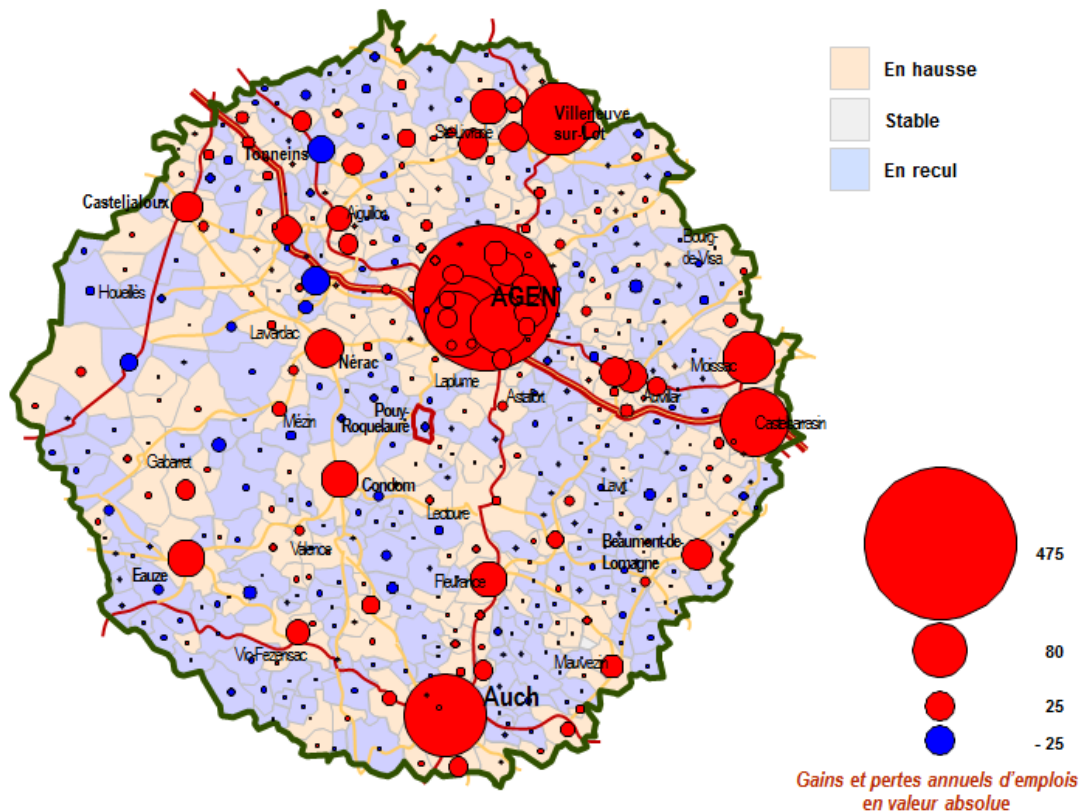 En hausse
Villeneuve
sur-Lot
Ste-Livrade
Stable
Tonneins
En recul
Casteljaloux
Aiguillon
Bourg-
de-Visa
Houeillès
AGEN
Lavardac
Nérac
Moissac
Laplume
Auvillar
Astaffort
Pouy-
Roquelaure
Mézin
Castelsarrasin
Gabarret
Condom
Lavit
Lectoure
Valence
Beaumont-de-
Lomagne
475
Eauze
Fleurance
Vic-Fezensac
Mauvezin
80
Auch
25
- 25
Gains et pertes annuels d'emplois
en valeur absolue